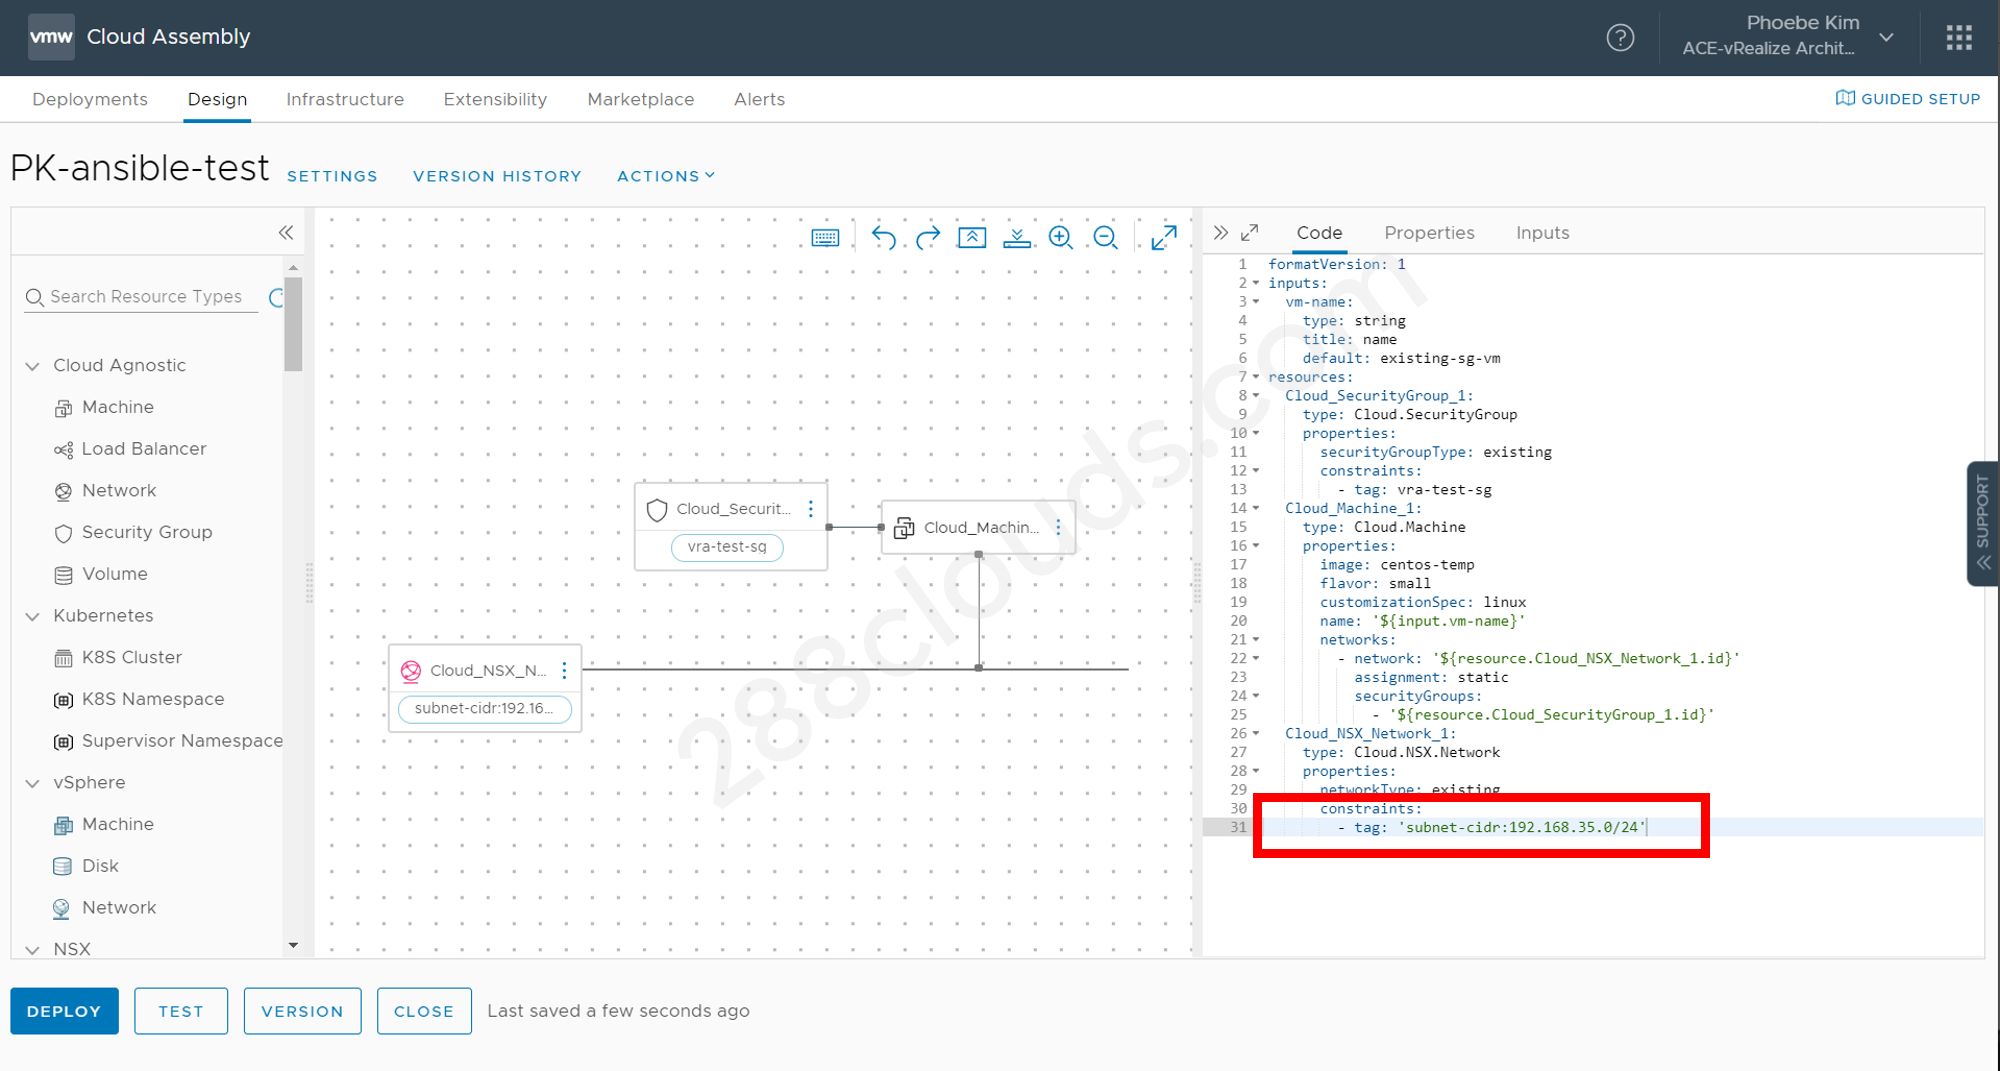 vmw Cloud Assembly
Phoebe Kim
ACE-vRealize Archit...
Deployments Design Infrastructure Extensibility Marketplace Alerts
GUIDED SETUP
PK-ansible-test SETTINGS VERSION HISTORY ACTIONS
Search Resource Types
Cloud Agnostic
Machine
Load Balancer
Network
Security Group
Volume
Kubernetes
K8S Cluster
K8S Namespace
Supervisor Namespace
vSphere
Machine
Disk
Network
NSX
Cloud_Securit...
vra-test-sg
Cloud_Machin...
Cloud_NSX_N...
subnet-cidr:192.16...
288clouds.com
Code Properties Inputs
1 formatVersion: 1
2 inputs:
3 vm-name:
4 type: string
5 title: name
6 default: existing-sg-vm
7 resources:
8 Cloud_SecurityGroup_1:
9 type: Cloud.SecurityGroup
10 properties:
11 securityGroupType: existing
12 constraints:
13 - tag: vra-test-sg
14 Cloud_Machine_1:
15 type: Cloud.Machine
16 properties:
17 image: centos-temp
18 flavor: small
19 customizationSpec: linux
20 name: '${input.vm-name}'
21 networks:
22 - network: '${resource.Cloud_NSX_Network_1.id}'
23 assignment: static
24 securityGroups:
25 - '${resource.Cloud_SecurityGroup_1.id}'
26 Cloud_NSX_Network_1:
27 type: Cloud.NSX.Network
28 properties:
29 networkType: existing
30 constraints:
31 - tag: 'subnet-cidr:192.168.35.0/24'
SUPPORT
DEPLOY TEST VERSION CLOSE Last saved a few seconds ago